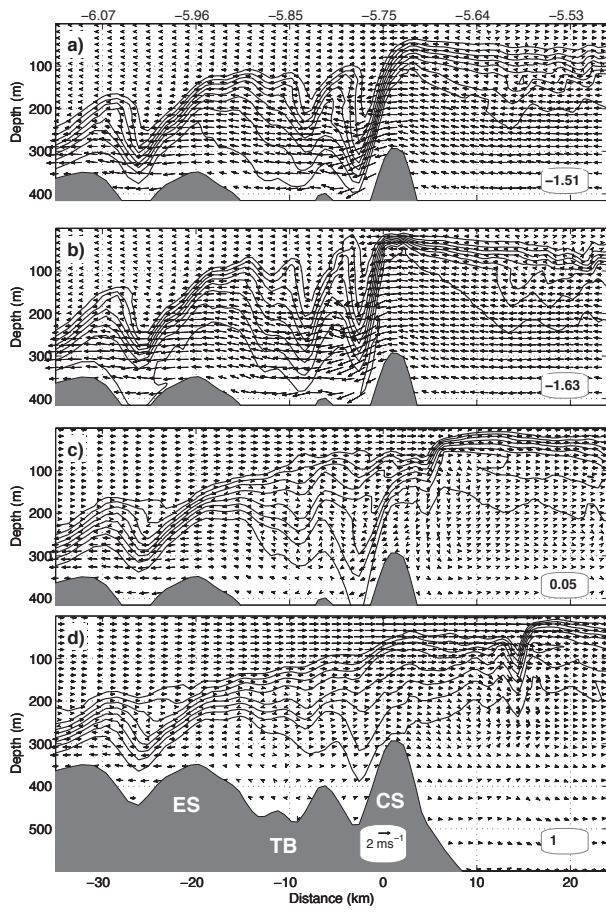 −6.07 −5.96 −5.85 −5.75 −5.64 −5.53
a)
Depth (m)
100
200
300
400
−1.51
b)
Depth (m)
100
200
300
400
−1.63
c)
Depth (m)
100
200
300
400
0.05
d)
Depth (m)
100
200
300
400
500
ES
CS
TB
2 ms−1
1
−30 −20 −10 0 10 20
Distance (km)